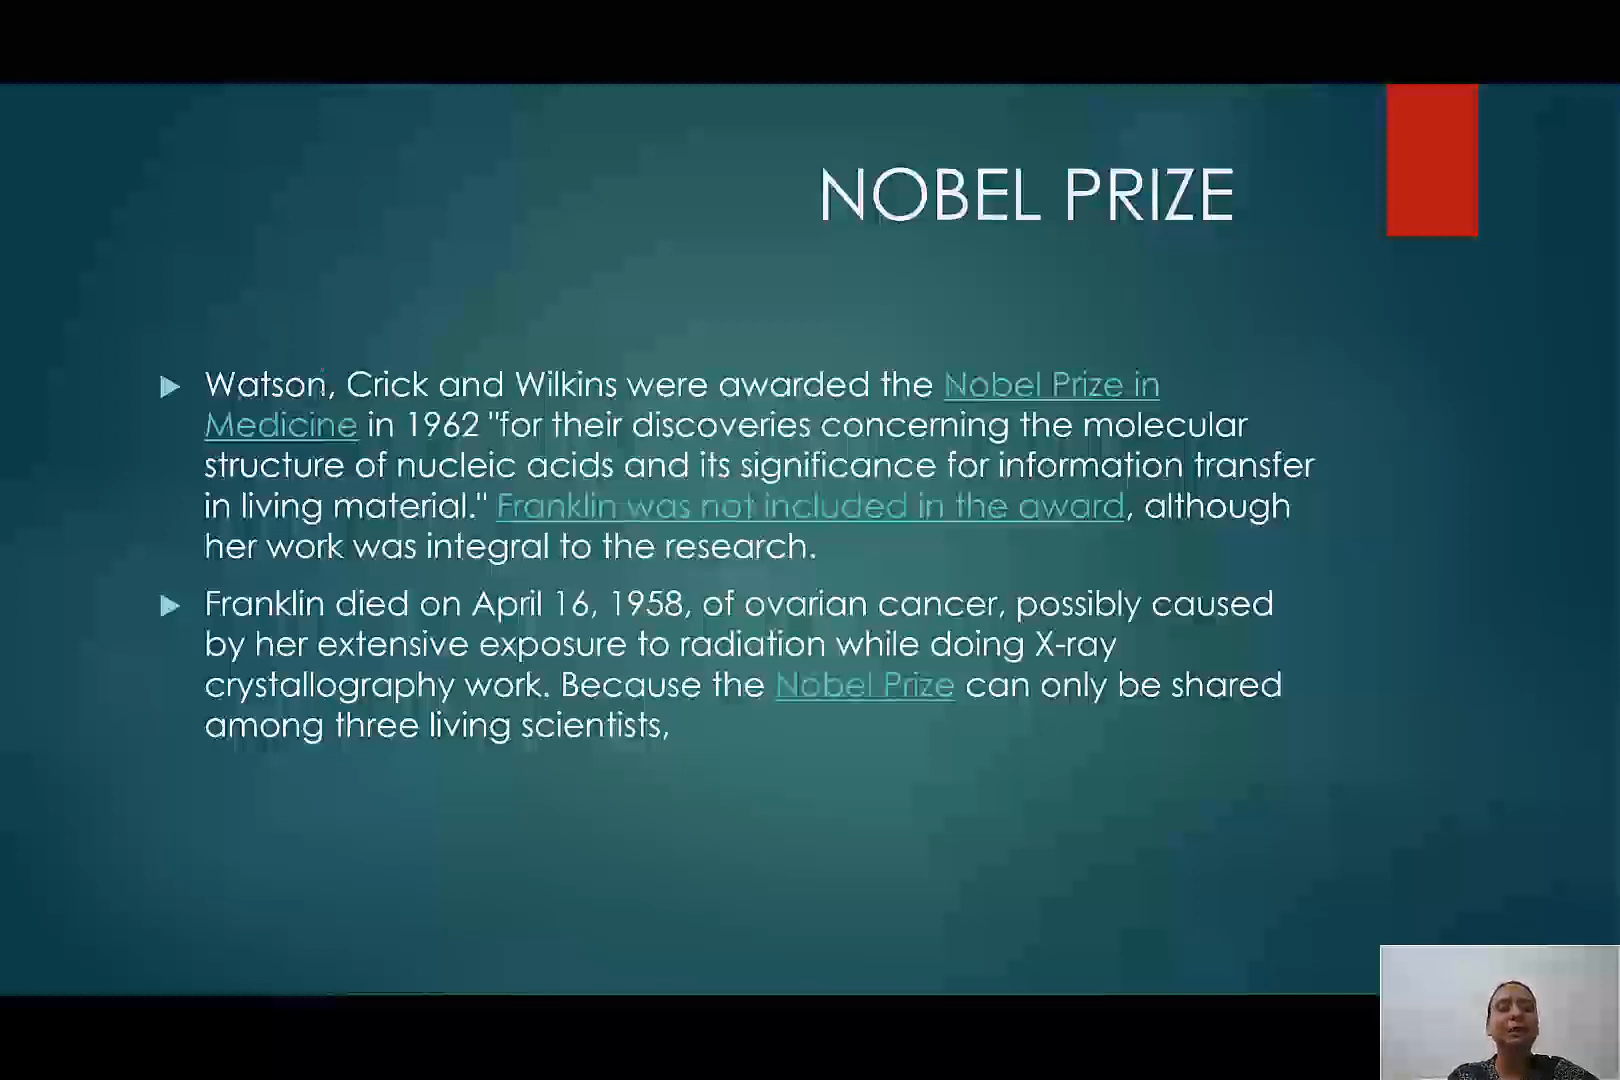 NOBEL PRIZE
Watson, Crick and Wilkins were awarded the Nobel Prize in
Medicine in 1962 "for their discoveries concerning the molecular
structure of nucleic acids and its significance for information transfer
in living material." Franklin was not included in the award, although
her work was integral to the research.
Franklin died on April 16, 1958, of ovarian cancer, possibly caused
by her extensive exposure to radiation while doing X-ray
crystallography work. Because the Nobel Prize can only be shared
among three living scientists,